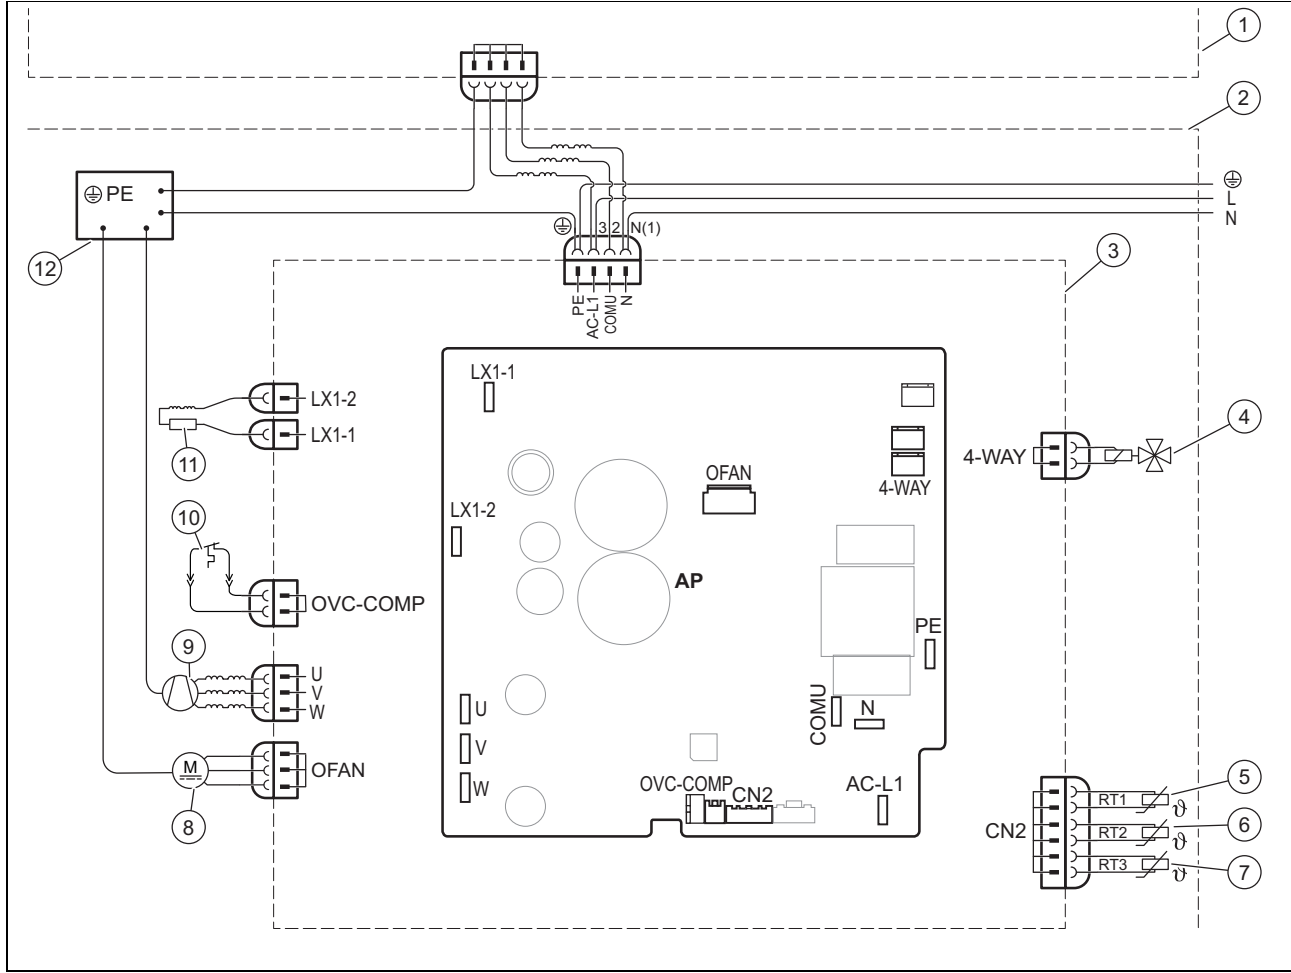 1
2
PE
L
N
3 2 N(1)
12
3
PE
AC-L1
COMU
N
LX1-1
LX1-2
LX1-1
11
4
4-WAY
OFAN
4-WAY
LX1-2
10
AP
OVC-COMP
PE
9
U
V
W
COMU
N
U
V
W
M
OFAN
8
OVC-COMP
CN2
AC-L1
5
RT1
ϑ
CN2
6
RT2
ϑ
7
RT3
ϑ